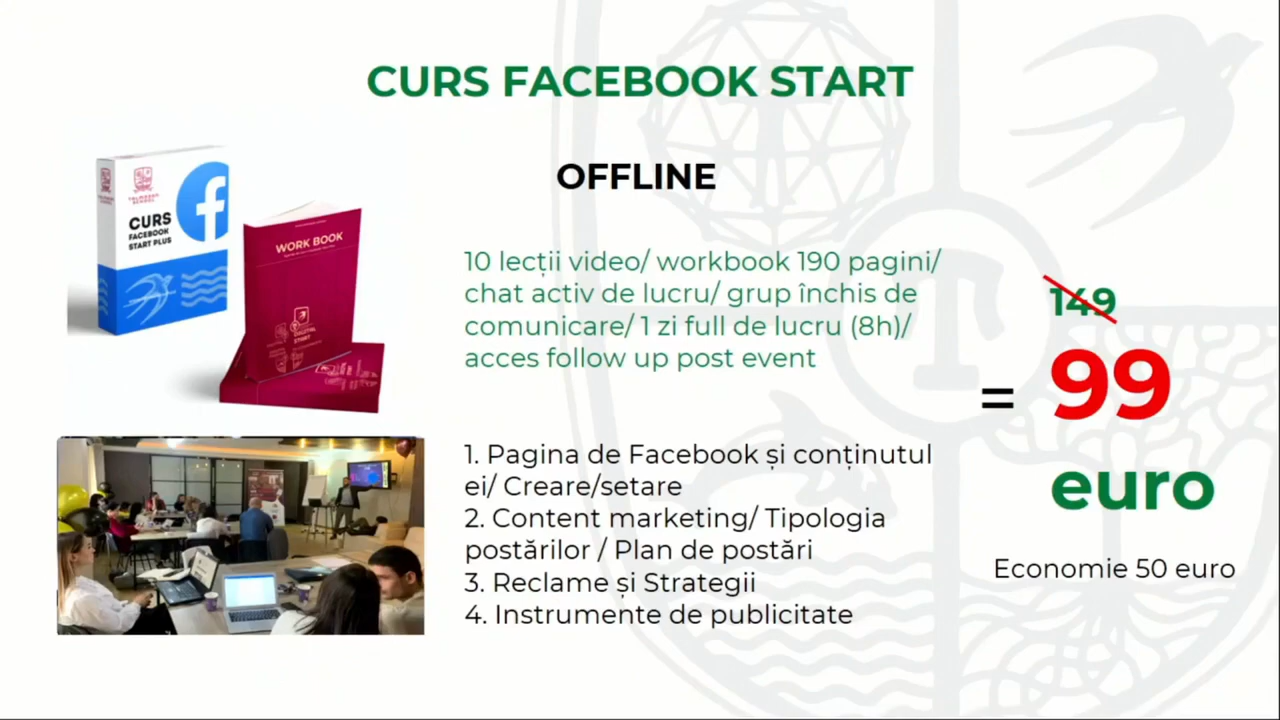 CURS FACEBOOK START
OFFLINE
CURS
FACEBOOK
START PLUS
WORK BOOK
DIGITAL
START
10 lecții video/ workbook 190 pagini/
chat activ de lucru/ grup închis de
comunicare/ 1 zi full de lucru (8h)/
acces follow up post event
1. Pagina de Facebook și conținutul
ei/ Creare/setare
2. Content marketing/ Tipologia
postărilor / Plan de postări
3. Reclame și Strategii
4. Instrumente de publicitate
149
= 99
euro
Economie 50 euro